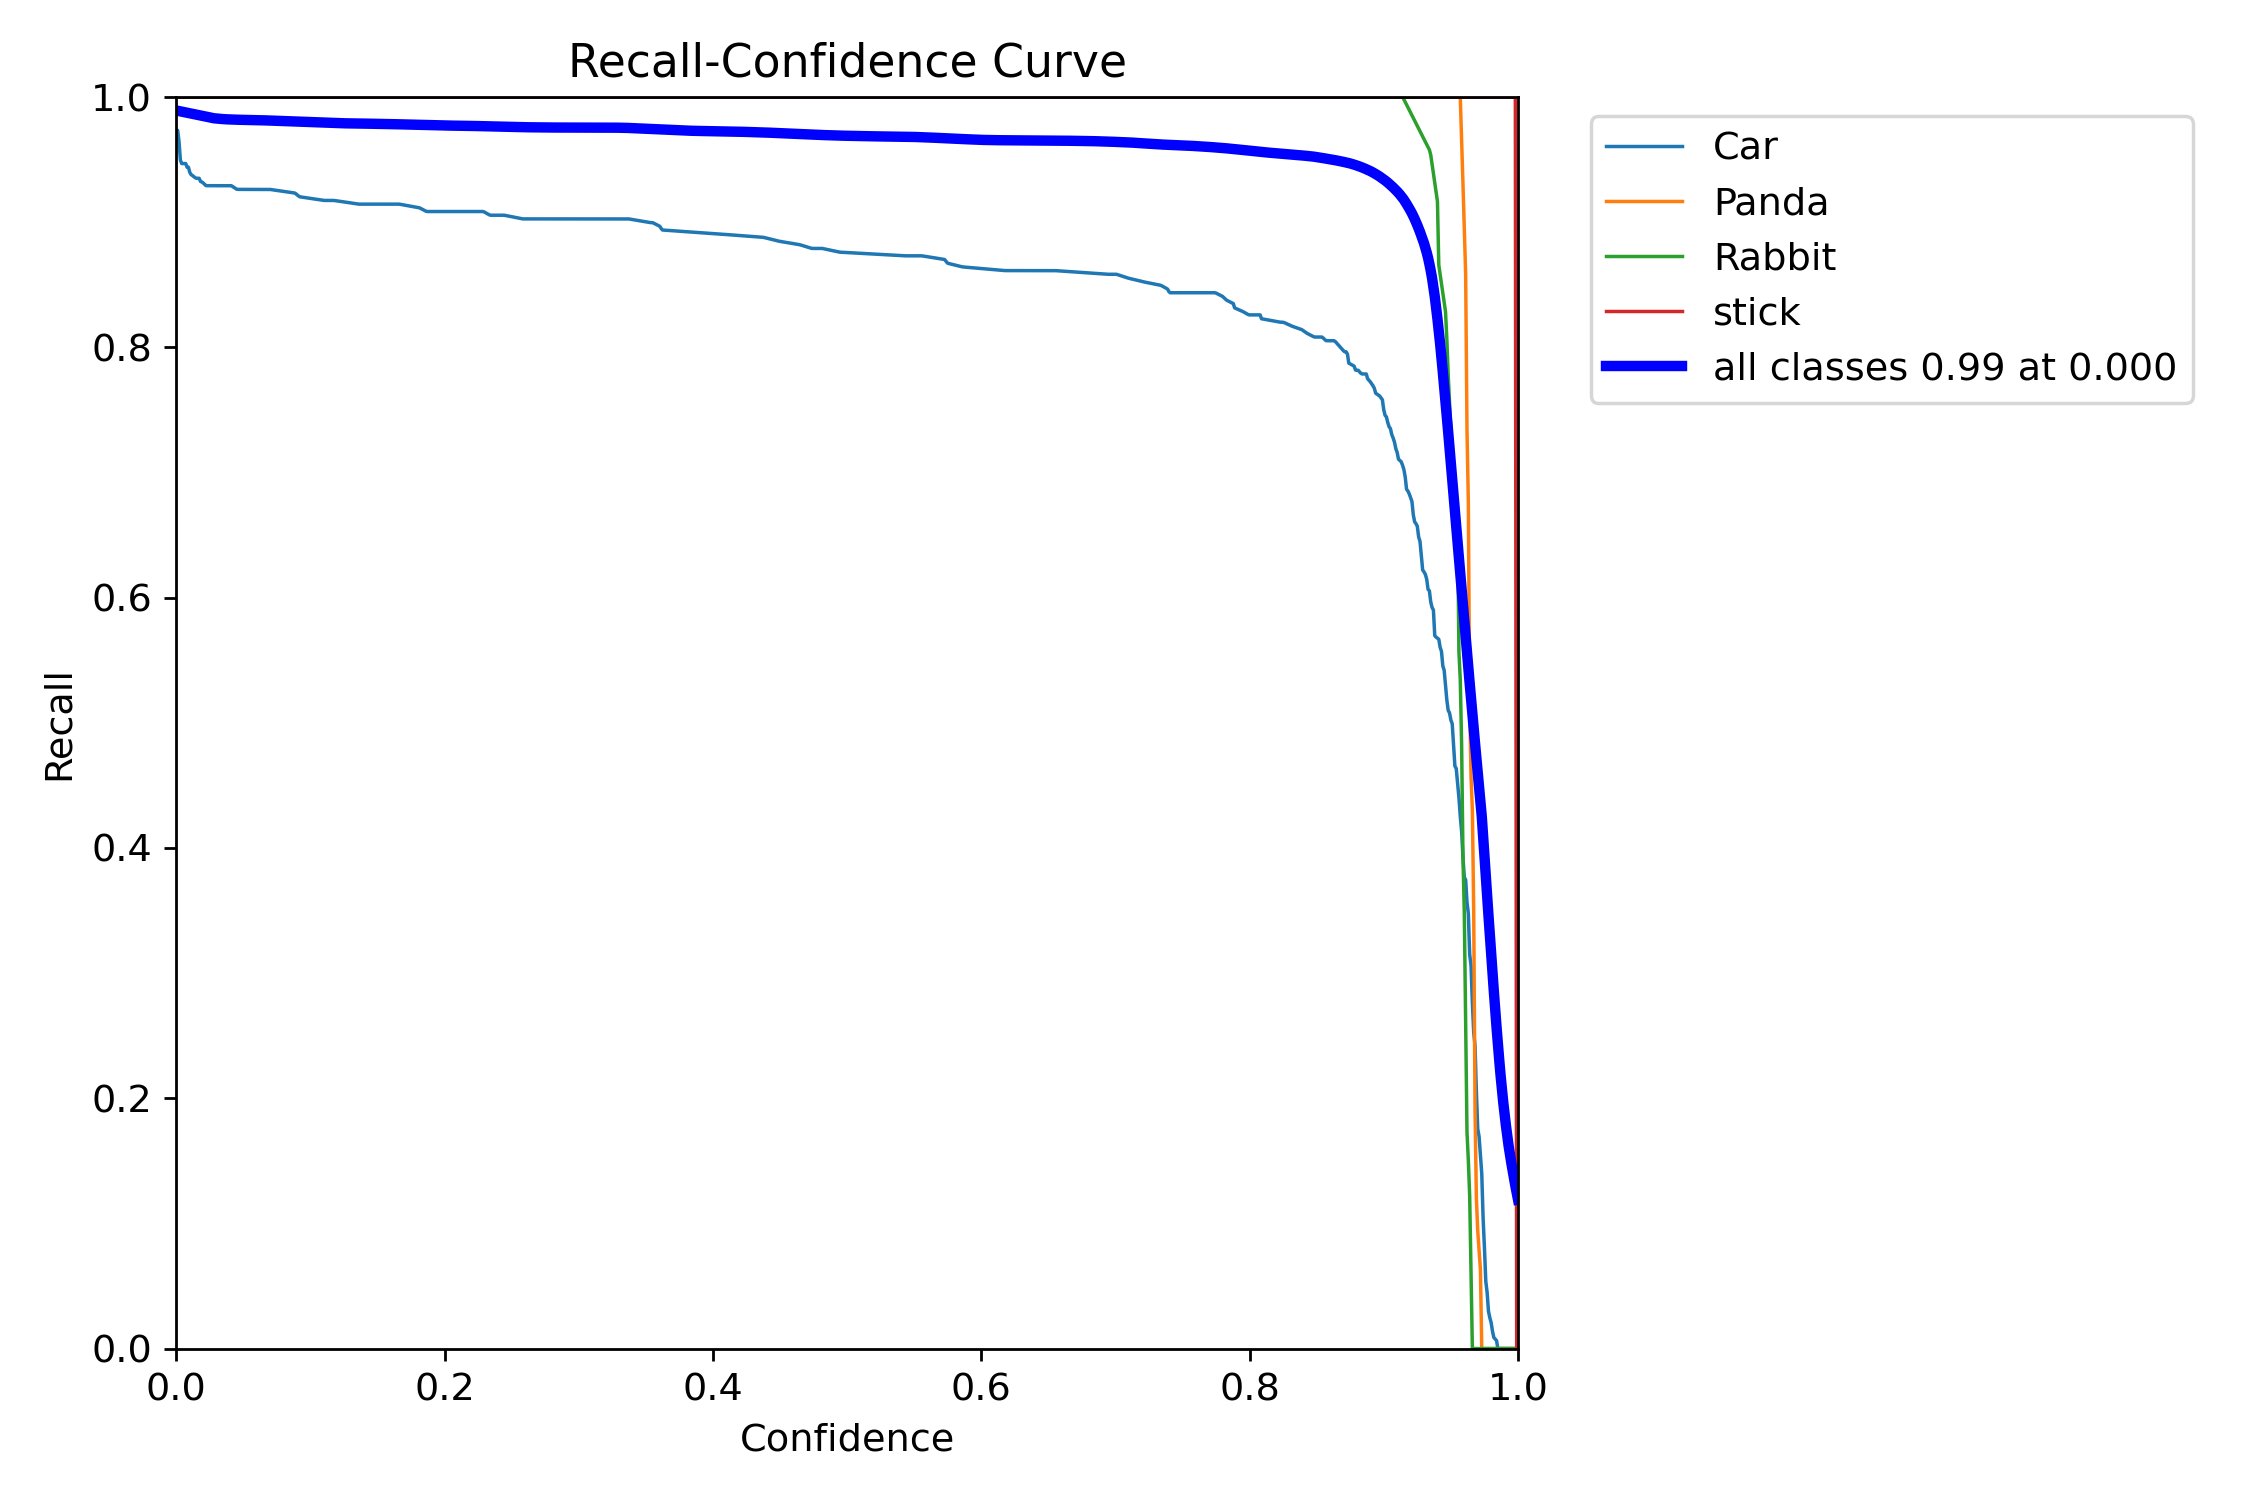 Recall-Confidence Curve
1.0
0.8
0.6
0.4
0.2
0.0
Recall
0.0 0.2 0.4 0.6 0.8 1.0
Confidence
Car
Panda
Rabbit
stick
all classes 0.99 at 0.000